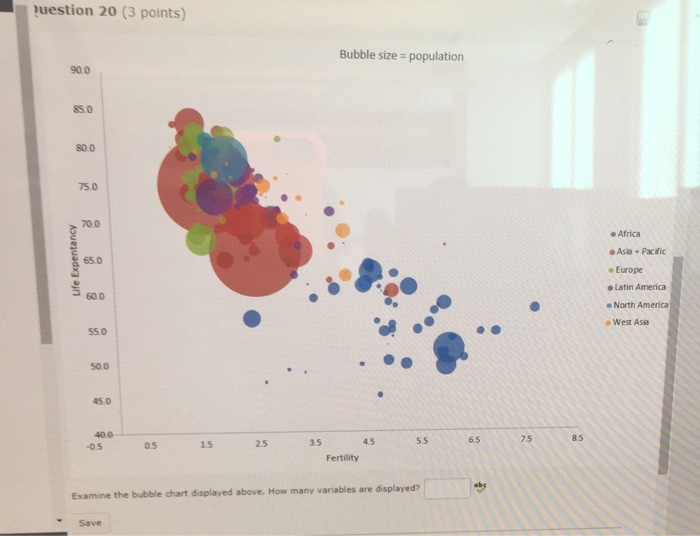 Question 20 (3 points)
Bubble size = population
90.0
85.0
80.0
75.0
70.0
65.0
60.0
55.0
50.0
45.0
40.0
Life Expentancy
-0.5 0.5 1.5 2.5 3.5 4.5 5.5 6.5 7.5 8.5
Fertility
Africa
Asia + Pacific
Europe
Latin America
North America
West Asia
Examine the bubble chart displayed above. How many variables are displayed?
abc
Save